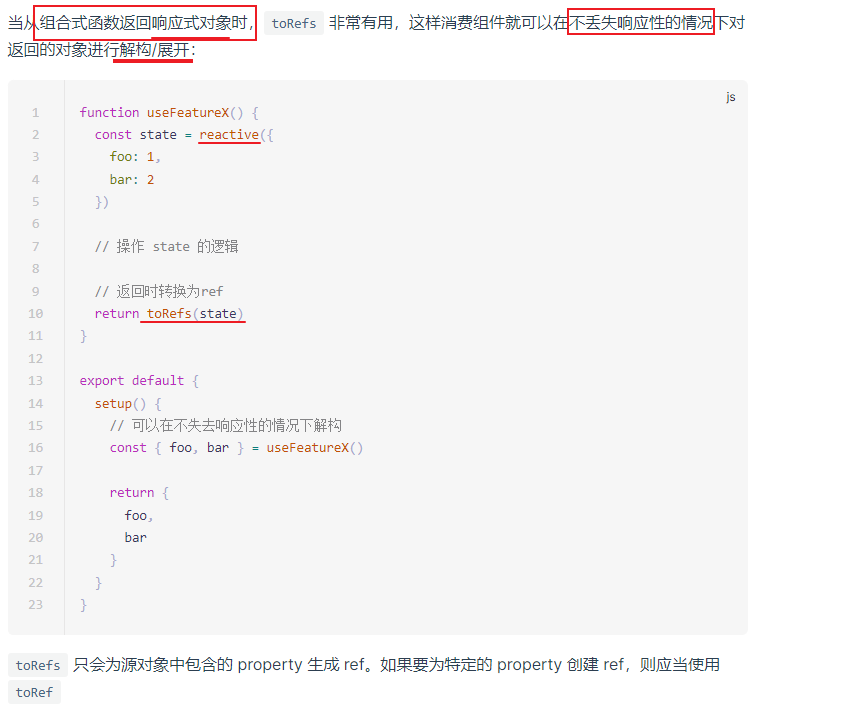 当从组合式函数返回响应式对象时， toRefs 非常有用，这样消费组件就可以在不丢失响应性的情况下对
返回的对象进行解构/展开：
js
1 function useFeatureX() {
2   const state = reactive({
3     foo: 1,
4     bar: 2
5   })
6
7   // 操作 state 的逻辑
8
9   // 返回时转换为ref
10   return toRefs(state)
11 }
12
13 export default {
14   setup() {
15     // 可以在不失去响应性的情况下解构
16     const { foo, bar } = useFeatureX()
17
18     return {
19       foo,
20       bar
21     }
22   }
23 }
toRefs 只会为源对象中包含的 property 生成 ref。如果要为特定的 property 创建 ref，则应当使用
toRef